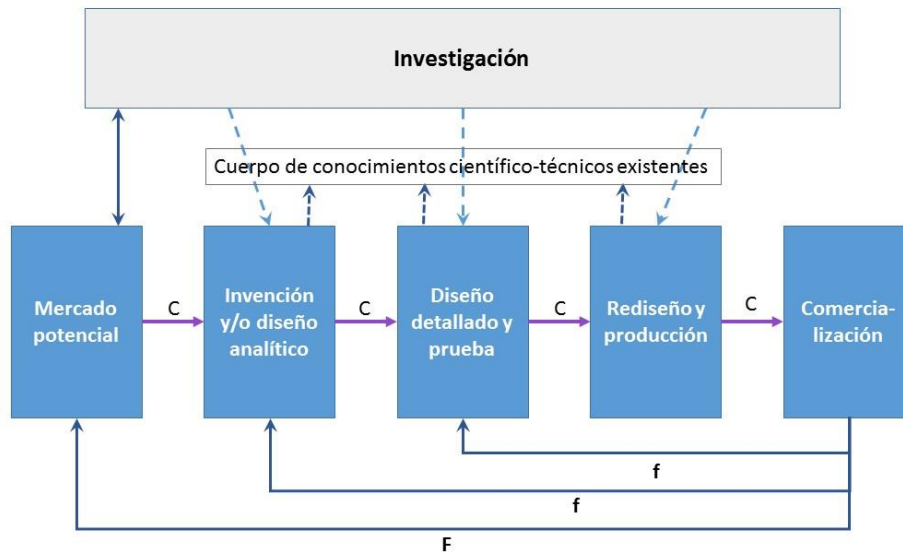 Investigación
Cuerpo de conocimientos científico-técnicos existentes
Mercado
potencial
C
Invención
y/o diseño
analítico
C
Diseño
detallado y
prueba
C
Rediseño y
producción
C
Comercia-
lización
f
f
F